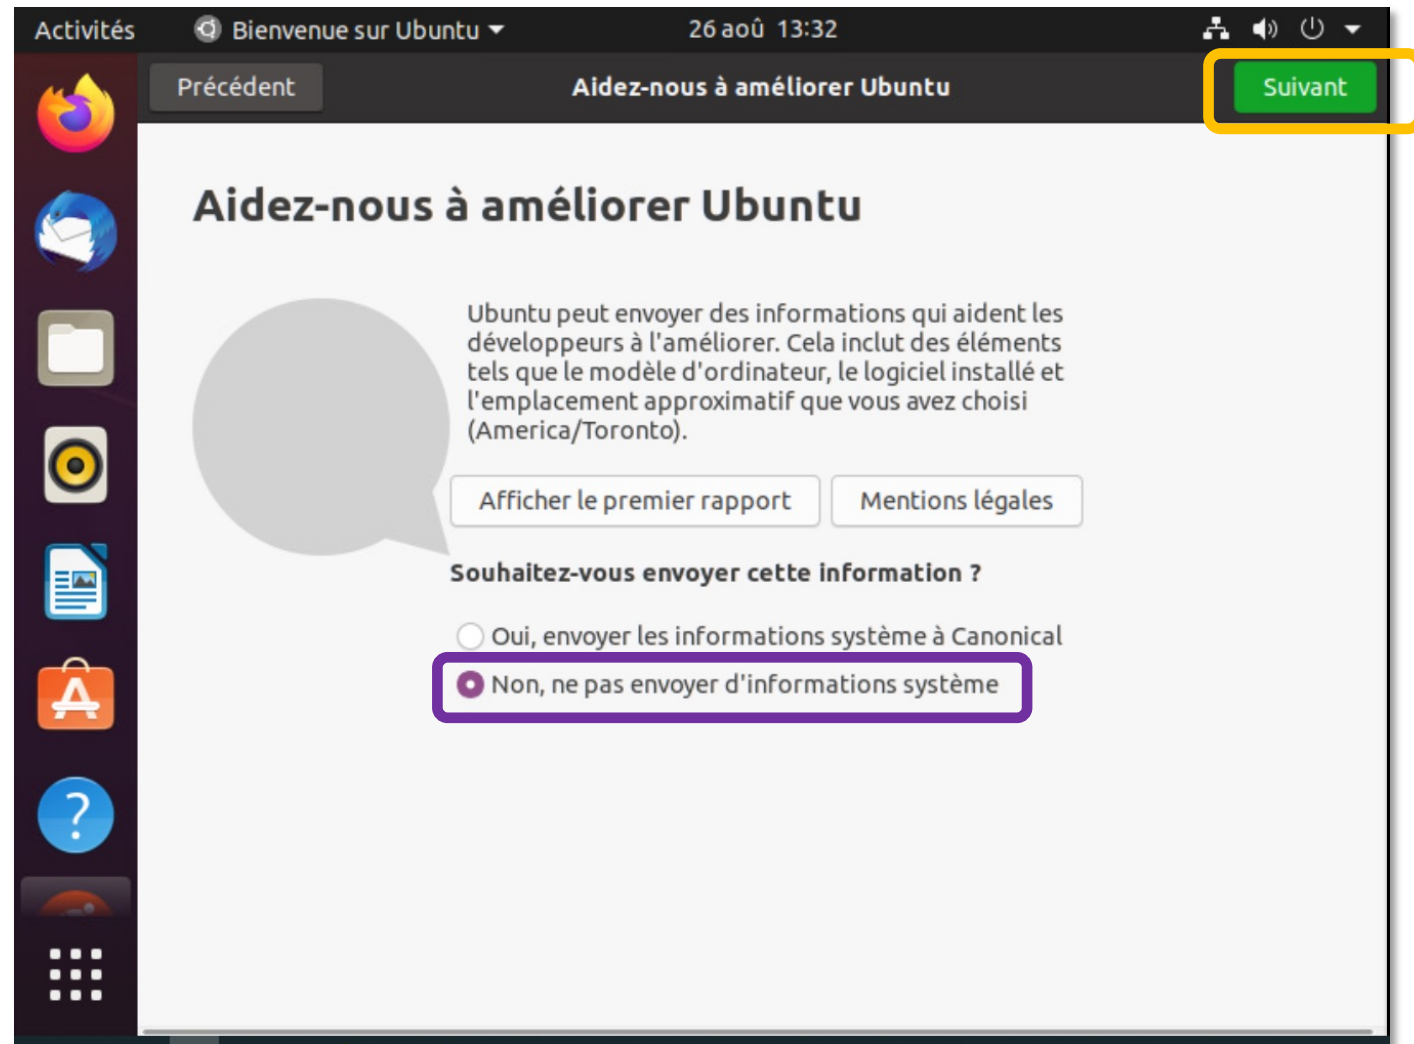 Activités
Bienvenue sur Ubuntu
26 aoû 13:32
Précédent
Aidez-nous à améliorer Ubuntu
Suivant
Aidez-nous à améliorer Ubuntu
Ubuntu peut envoyer des informations qui aident les
développeurs à l'améliorer. Cela inclut des éléments
tels que le modèle d'ordinateur, le logiciel installé et
l'emplacement approximatif que vous avez choisi
(America/Toronto).
Afficher le premier rapport
Mentions légales
Souhaitez-vous envoyer cette information ?
Oui, envoyer les informations système à Canonical
Non, ne pas envoyer d'informations système